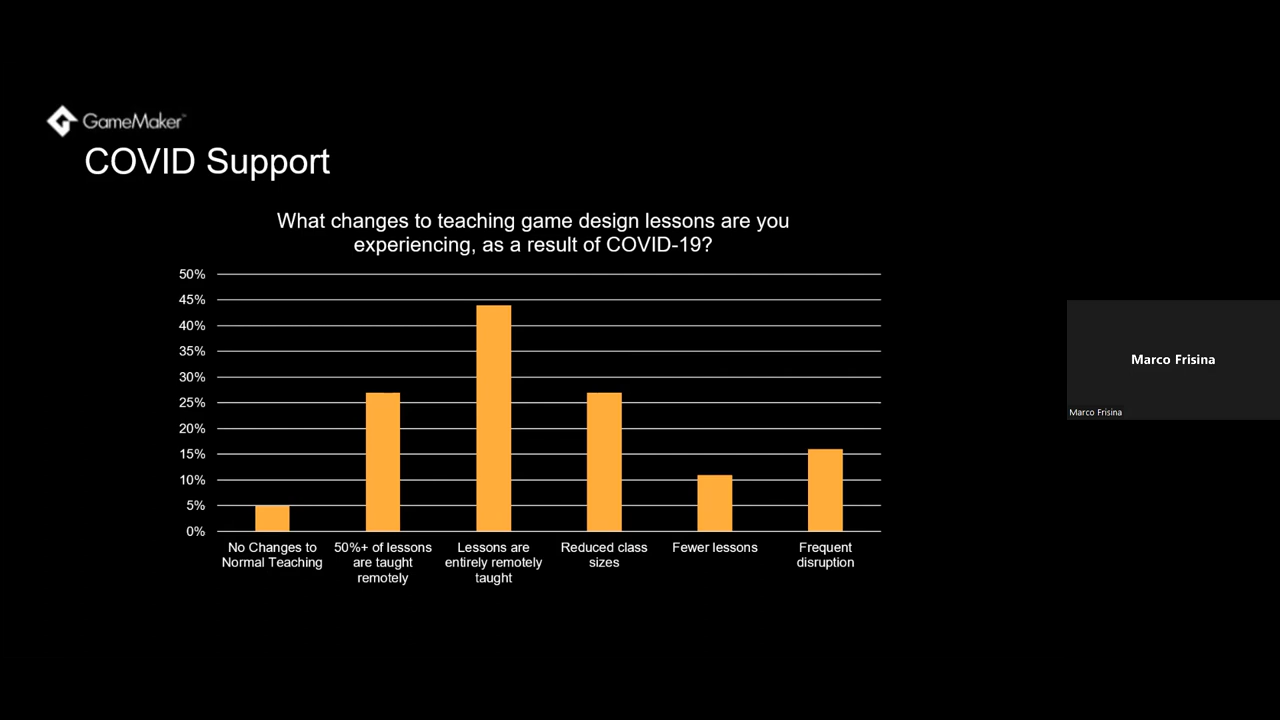 GameMaker™
COVID Support
What changes to teaching game design lessons are you
experiencing, as a result of COVID-19?
50%
45%
40%
35%
30%
25%
20%
15%
10%
5%
0%
No Changes to
Normal Teaching
50%+ of lessons
are taught
remotely
Lessons are
entirely remotely
taught
Reduced class
sizes
Fewer lessons
Frequent
disruption
Marco Frisina
Marco Frisina